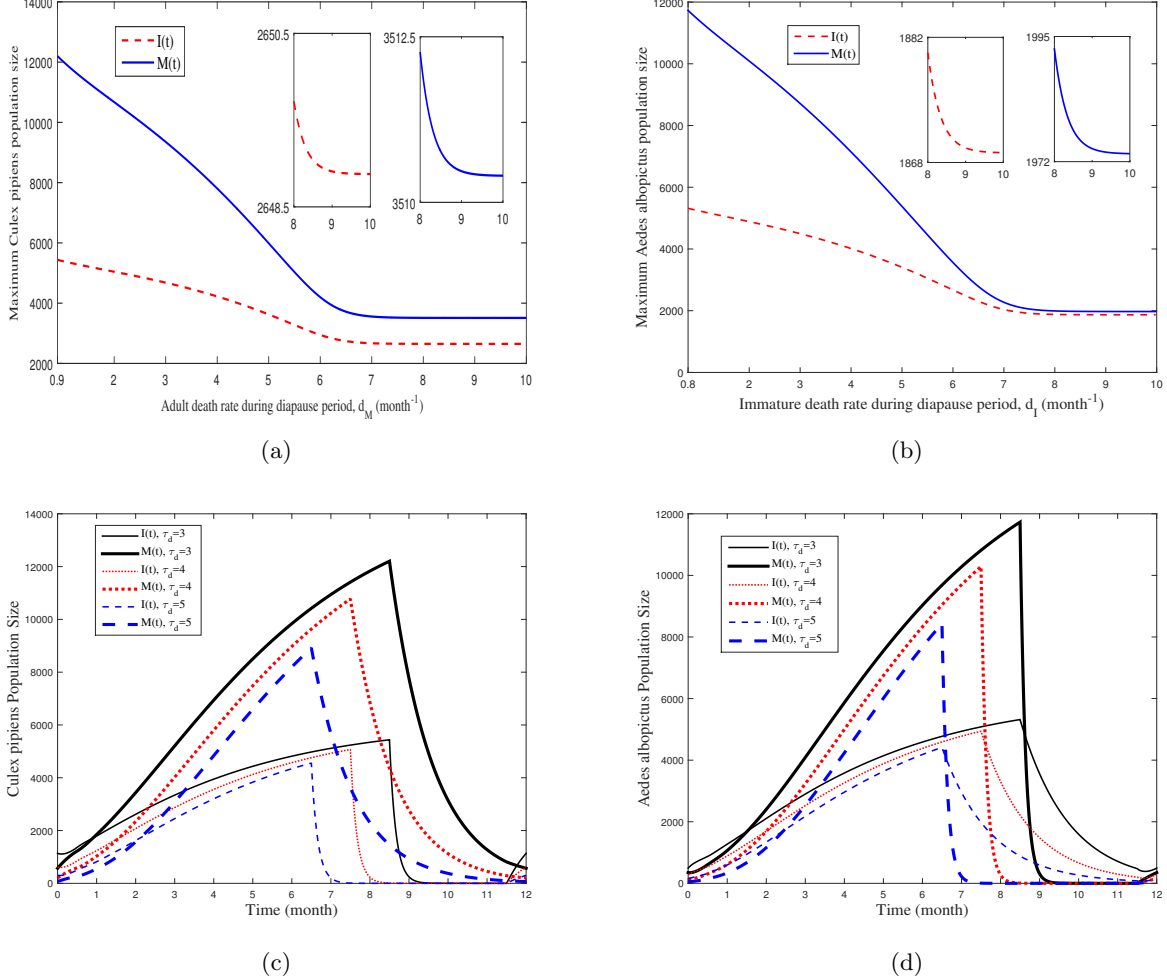 14000
12000
10000
8000
6000
4000
2000
Maximum Culex pipiens population size
I(t)
M(t)
2650.5
2648.5
8 9 10
3512.5
3510
8 9 10
0.9 2 3 4 5 6 7 8 9 10
Adult death rate during diapause period, d_M (month^-1)
(a)
12000
10000
8000
6000
4000
2000
0
Maximum Aedes albopictus population size
I(t)
M(t)
1882
1868
8 9 10
1995
1972
8 9 10
0.8 2 3 4 5 6 7 8 9 10
Immature death rate during diapause period, d_I (month^-1)
(b)
14000
12000
10000
8000
6000
4000
2000
0
Culex pipiens Population Size
I(t), τ_d=3
M(t), τ_d=3
I(t), τ_d=4
M(t), τ_d=4
I(t), τ_d=5
M(t), τ_d=5
0 1 2 3 4 5 6 7 8 9 10 11 12
Time (month)
(c)
12000
10000
8000
6000
4000
2000
0
Aedes albopictus Population Size
I(t), τ_d=3
M(t), τ_d=3
I(t), τ_d=4
M(t), τ_d=4
I(t), τ_d=5
M(t), τ_d=5
0 1 2 3 4 5 6 7 8 9 10 11 12
Time (month)
(d)